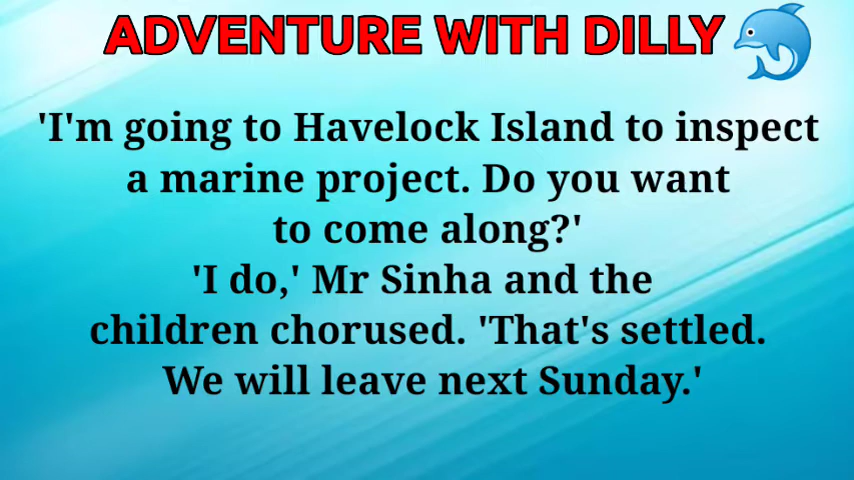 ADVENTURE WITH DILLY
'I'm going to Havelock Island to inspect
a marine project. Do you want
to come along?'
'I do,' Mr Sinha and the
children chorused. 'That's settled.
We will leave next Sunday.'